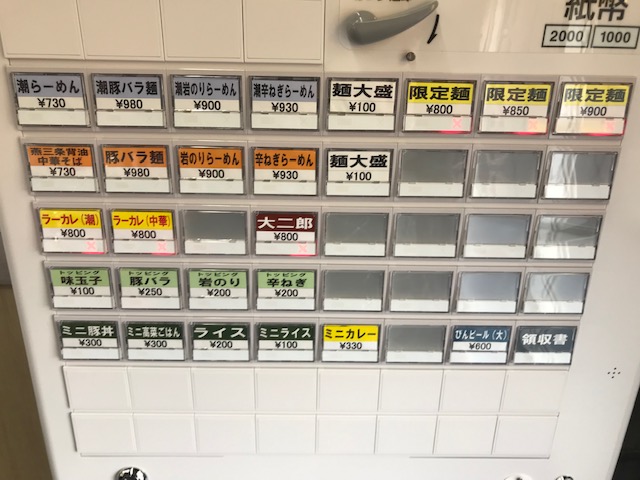 紙幣
2000 1000
潮らーめん ¥730 潮豚バラ麺 ¥980 潮岩のりらーめん ¥900 潮辛ねぎらーめん ¥930 麺大盛 ¥100 限定麺 ¥800 限定麺 ¥850 限定麺 ¥900
燕三条背油
中華そば ¥730 豚バラ麺 ¥980 岩のりらーめん ¥900 辛ねぎらーめん ¥930 麺大盛 ¥100
ラーカレ(潮) ¥800 ラーカレ(中華) ¥800 大二郎 ¥800
トッピング トッピング トッピング トッピング
味玉子 ¥100 豚バラ ¥250 岩のり ¥200 辛ねぎ ¥200
ミニ豚丼 ¥300 ミニ高菜ごはん ¥300 ライス ¥200 ミニライス ¥100 ミニカレー ¥330 びんビール(大) ¥600 領収書